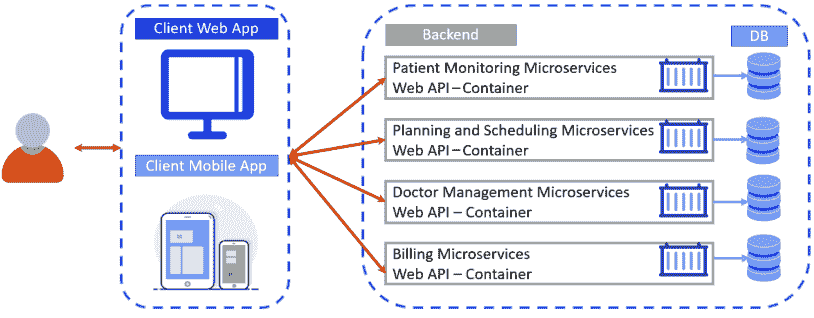 Client Web App
Client Mobile App
Backend
DB
Patient Monitoring Microservices
Web API – Container
Planning and Scheduling Microservices
Web API – Container
Doctor Management Microservices
Web API – Container
Billing Microservices
Web API – Container